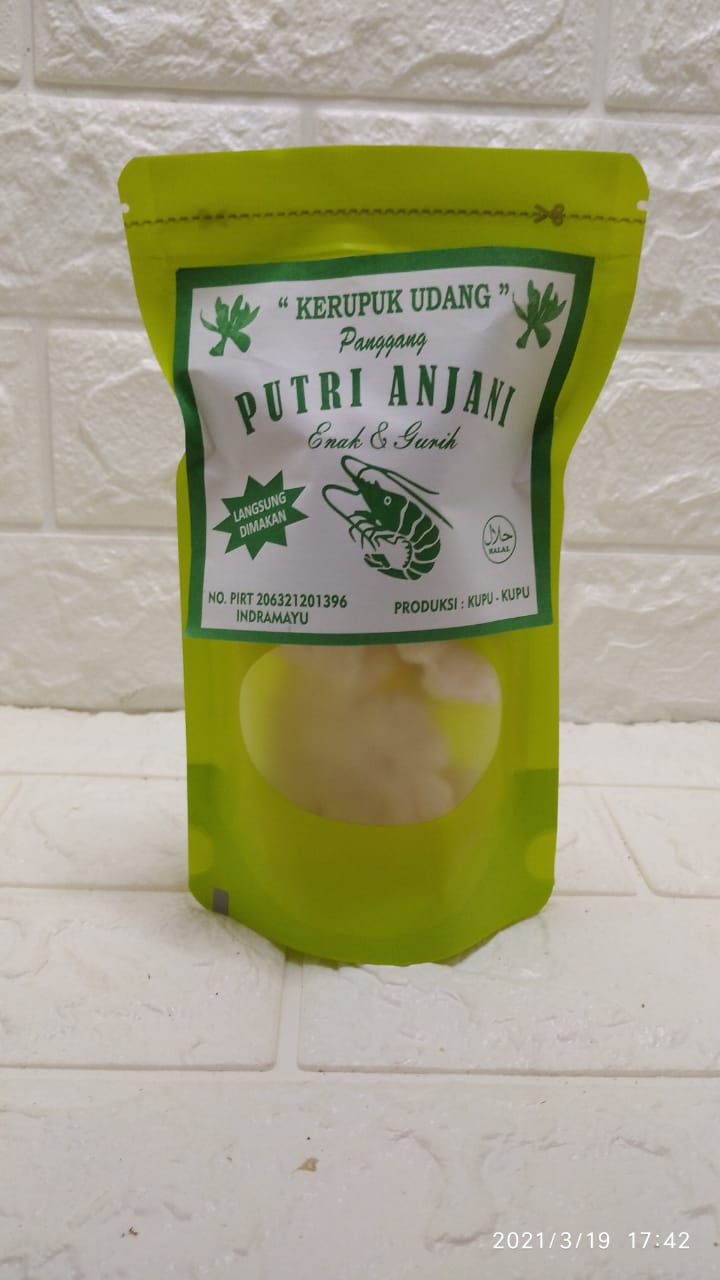 “ KERUPUK UDANG ”
Panggang
PUTRI ANJANI
Enak & Gurih
LANGSUNG
DIMAKAN
حلال
HALAL
NO. PIRT 206321201396
INDRAMAYU
PRODUKSI : KUPU - KUPU
2021/3/19 17:42